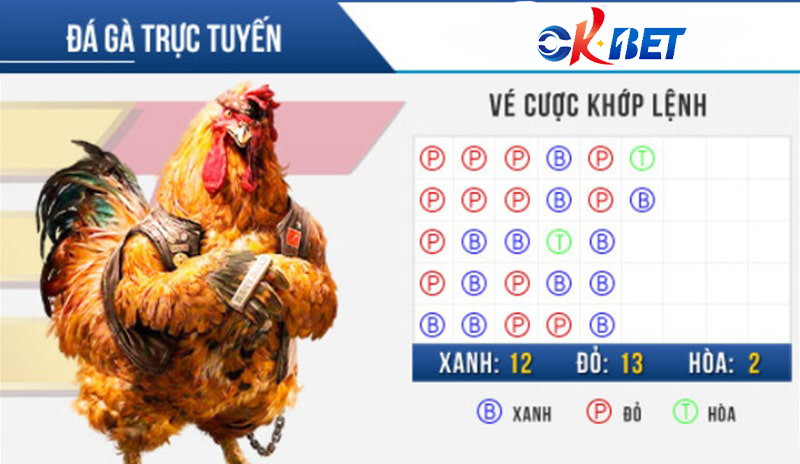 ĐÁ GÀ TRỰC TUYẾN
OKBET
VÉ CƯỢC KHỚP LỆNH
P P P B P T
P P P B P B
P B B T B
P B P B B
B B P P B
XANH: 12 ĐỎ: 13 HÒA: 2
B XANH P ĐỎ T HÒA